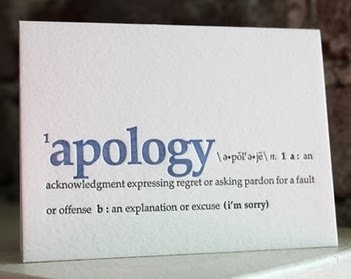 ¹apology \ə•pŏl′ə•jē\ n. 1 a : an
acknowledgment expressing regret or asking pardon for a fault
or offense b : an explanation or excuse (i'm sorry)